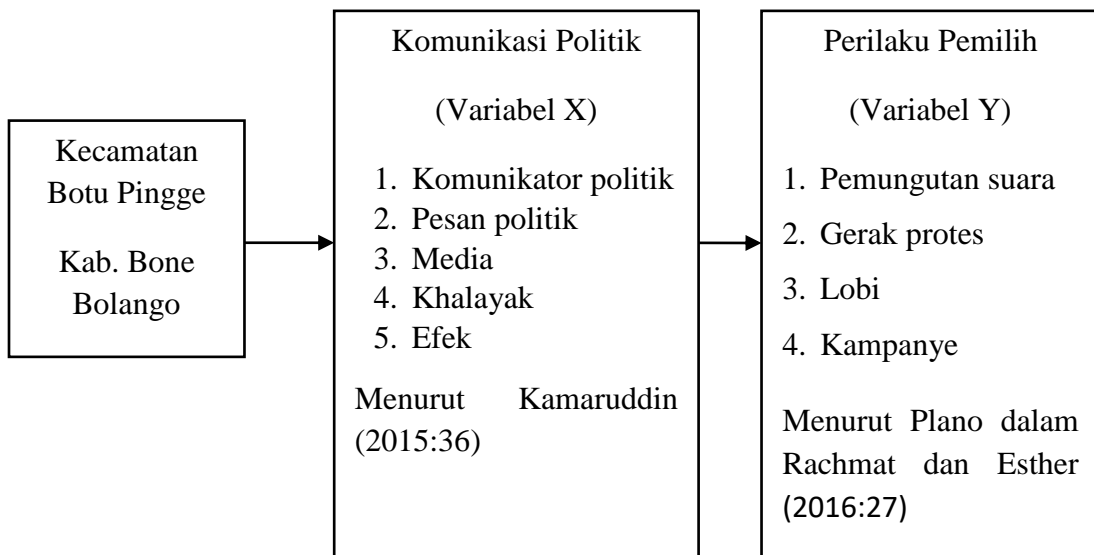 Kecamatan
Botu Pingge
Kab. Bone
Bolango
Komunikasi Politik
(Variabel X)
1. Komunikator politik
2. Pesan politik
3. Media
4. Khalayak
5. Efek
Menurut Kamaruddin
(2015:36)
Perilaku Pemilih
(Variabel Y)
1. Pemungutan suara
2. Gerak protes
3. Lobi
4. Kampanye
Menurut Plano dalam
Rachmat dan Esther
(2016:27)